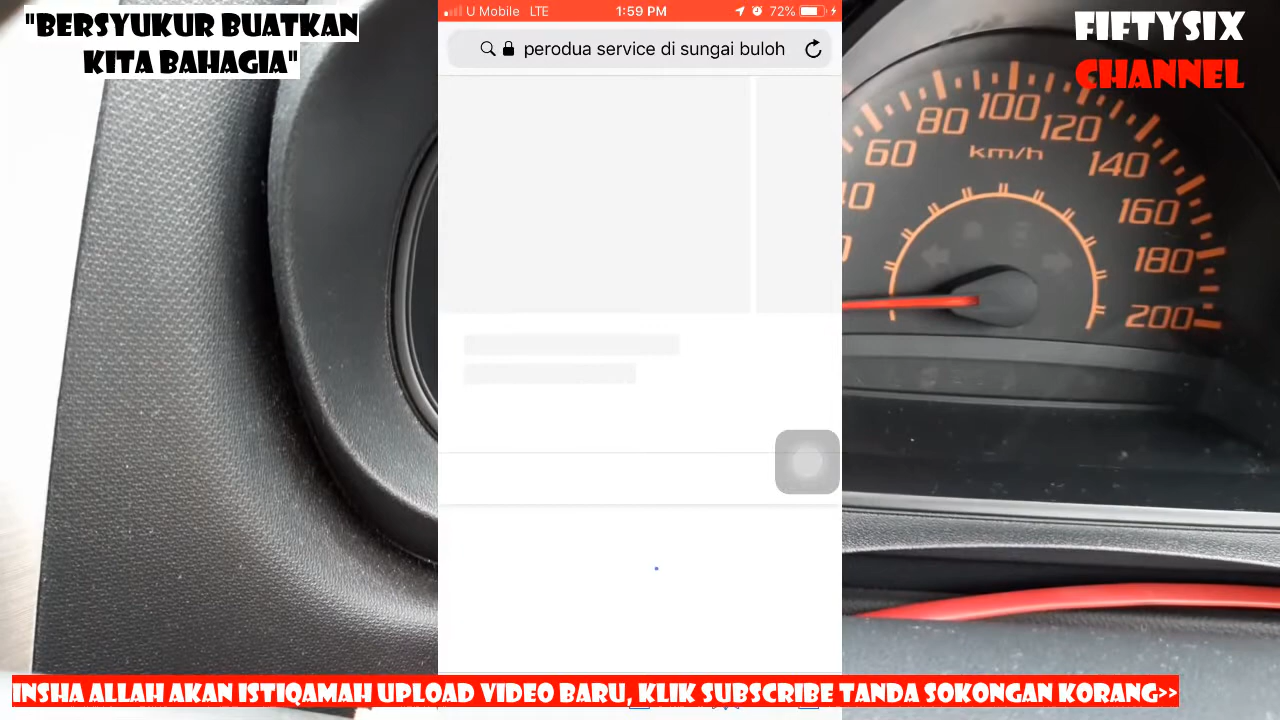 "BERSYUKUR BUATKAN
KITA BAHAGIA"
FIFTYSIX
CHANNEL
U Mobile LTE 1:59 PM 72%
perodua service di sungai buloh
60
80
100
120
140
160
180
200
km/h
INSHA ALLAH AKAN ISTIQAMAH UPLOAD VIDEO BARU, KLIK SUBSCRIBE TANDA SOKONGAN KORANG>>